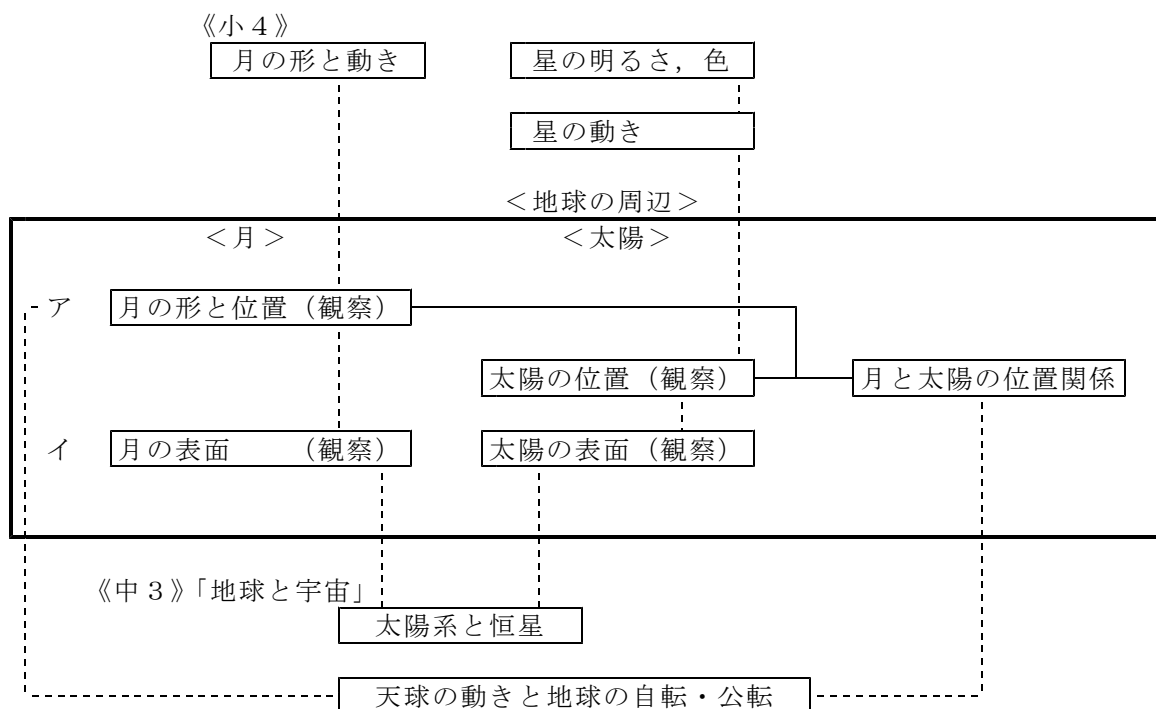 《小４》
月の形と動き　星の明るさ，色
星の動き
＜地球の周辺＞
＜月＞　＜太陽＞
ア　月の形と位置（観察）
太陽の位置（観察）　月と太陽の位置関係
イ　月の表面　（観察）　太陽の表面（観察）
《中３》「地球と宇宙」
太陽系と恒星
天球の動きと地球の自転・公転